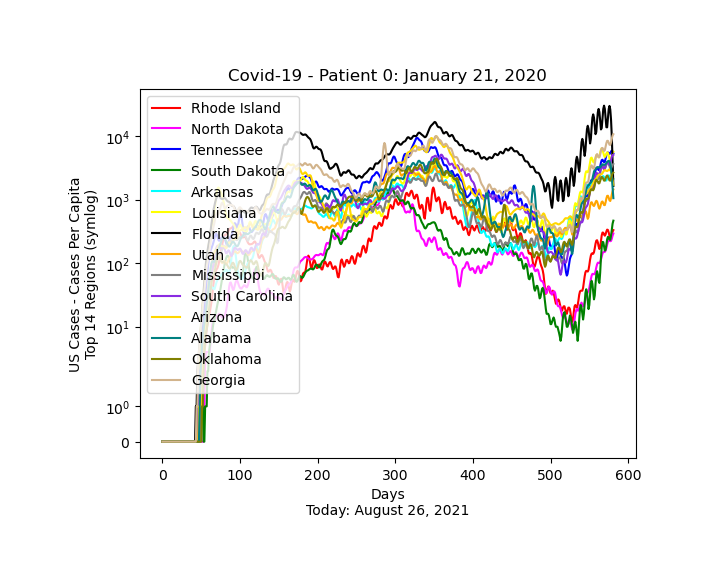 Covid-19 - Patient 0: January 21, 2020
US Cases - Cases Per Capita
Top 14 Regions (symlog)
10^4
10^3
10^2
10^1
10^0
0
Rhode Island
North Dakota
Tennessee
South Dakota
Arkansas
Louisiana
Florida
Utah
Mississippi
South Carolina
Arizona
Alabama
Oklahoma
Georgia
0 100 200 300 400 500 600
Days
Today: August 26, 2021